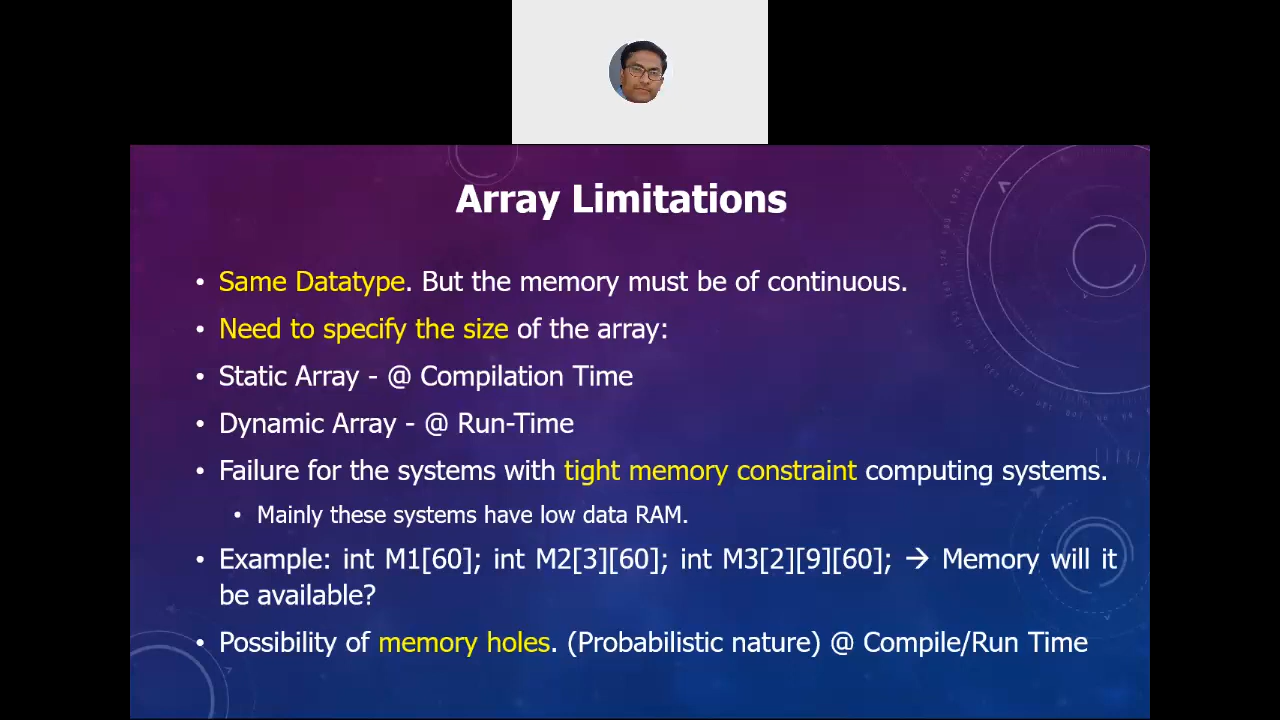 Array Limitations
• Same Datatype. But the memory must be of continuous.
• Need to specify the size of the array:
• Static Array - @ Compilation Time
• Dynamic Array - @ Run-Time
• Failure for the systems with tight memory constraint computing systems.
• Mainly these systems have low data RAM.
• Example: int M1[60]; int M2[3][60]; int M3[2][9][60]; → Memory will it
be available?
• Possibility of memory holes. (Probabilistic nature) @ Compile/Run Time